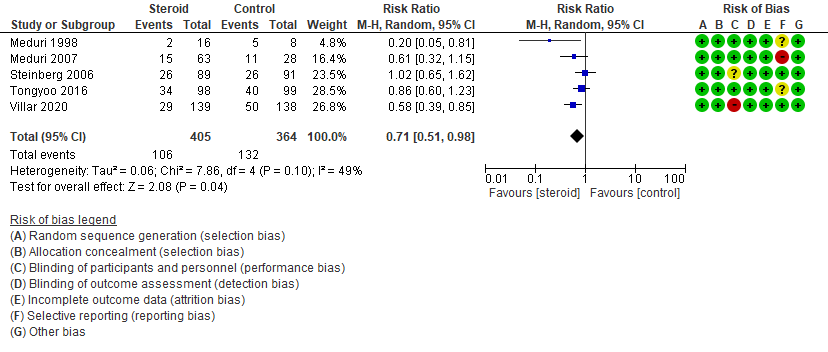 Steroid Control Risk Ratio Risk Ratio Risk of Bias
Study or Subgroup Events Total Events Total Weight M-H, Random, 95% CI M-H, Random, 95% CI A B C D E F G
Meduri 1998 2 16 5 8 4.8% 0.20 [0.05, 0.81] + + + + + ? +
Meduri 2007 15 63 11 28 16.4% 0.61 [0.32, 1.15] + + + + + - +
Steinberg 2006 26 89 26 91 23.3% 1.02 [0.65, 1.62] + + ? + + + +
Tongyoo 2016 34 98 40 99 28.8% 0.86 [0.60, 1.23] + + + + + ? +
Villar 2020 29 139 50 138 26.8% 0.58 [0.39, 0.85] + + - + + + +
Total (95% CI) 405 364 100.0% 0.71 [0.51, 0.98]
Total events 106 132
Heterogeneity: Tau² = 0.06; Chi² = 7.86, df = 4 (P = 0.10); I² = 49%
Test for overall effect: Z = 2.08 (P = 0.04)
0.01 0.1 1 10 100
Favours [steroid] Favours [control]
Risk of bias legend
(A) Random sequence generation (selection bias)
(B) Allocation concealment (selection bias)
(C) Blinding of participants and personnel (performance bias)
(D) Blinding of outcome assessment (detection bias)
(E) Incomplete outcome data (attrition bias)
(F) Selective reporting (reporting bias)
(G) Other bias